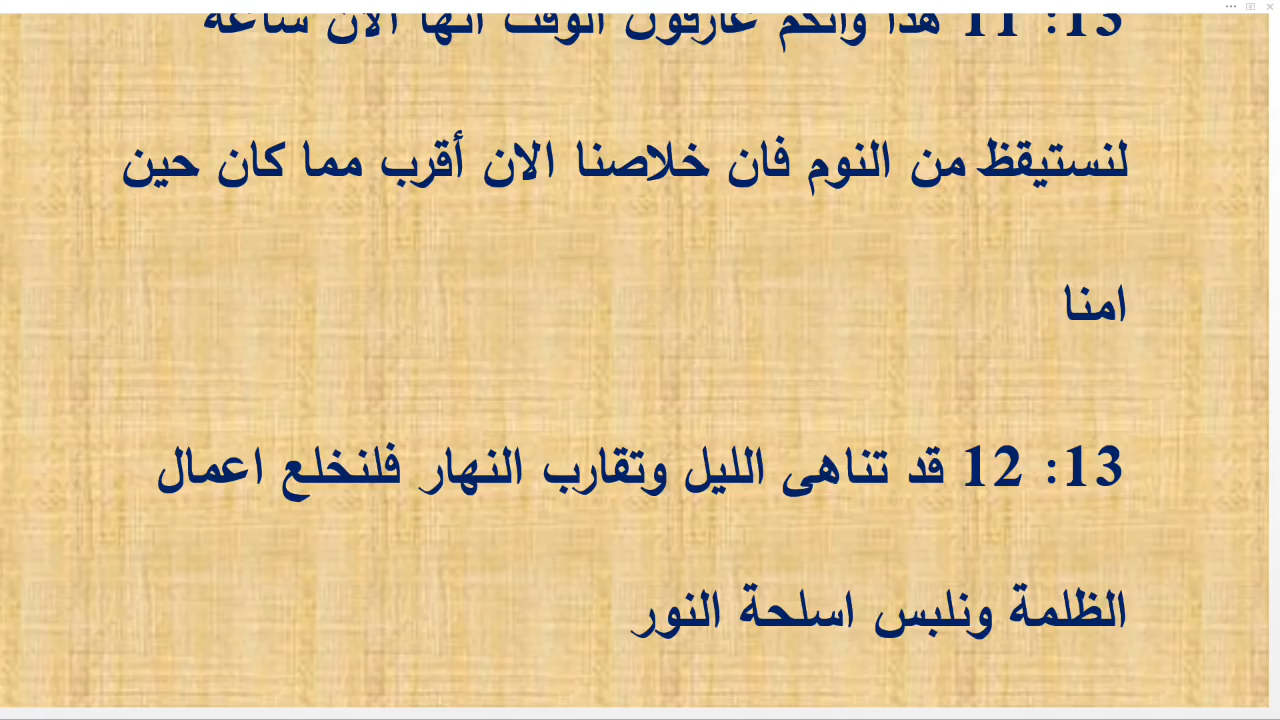 13: 11 هذا وانكم عارفون الوقت انها الان ساعة
لنستيقظ من النوم فان خلاصنا الان أقرب مما كان حين
امنا
13: 12 قد تناهى الليل وتقارب النهار فلنخلع اعمال
الظلمة ونلبس اسلحة النور